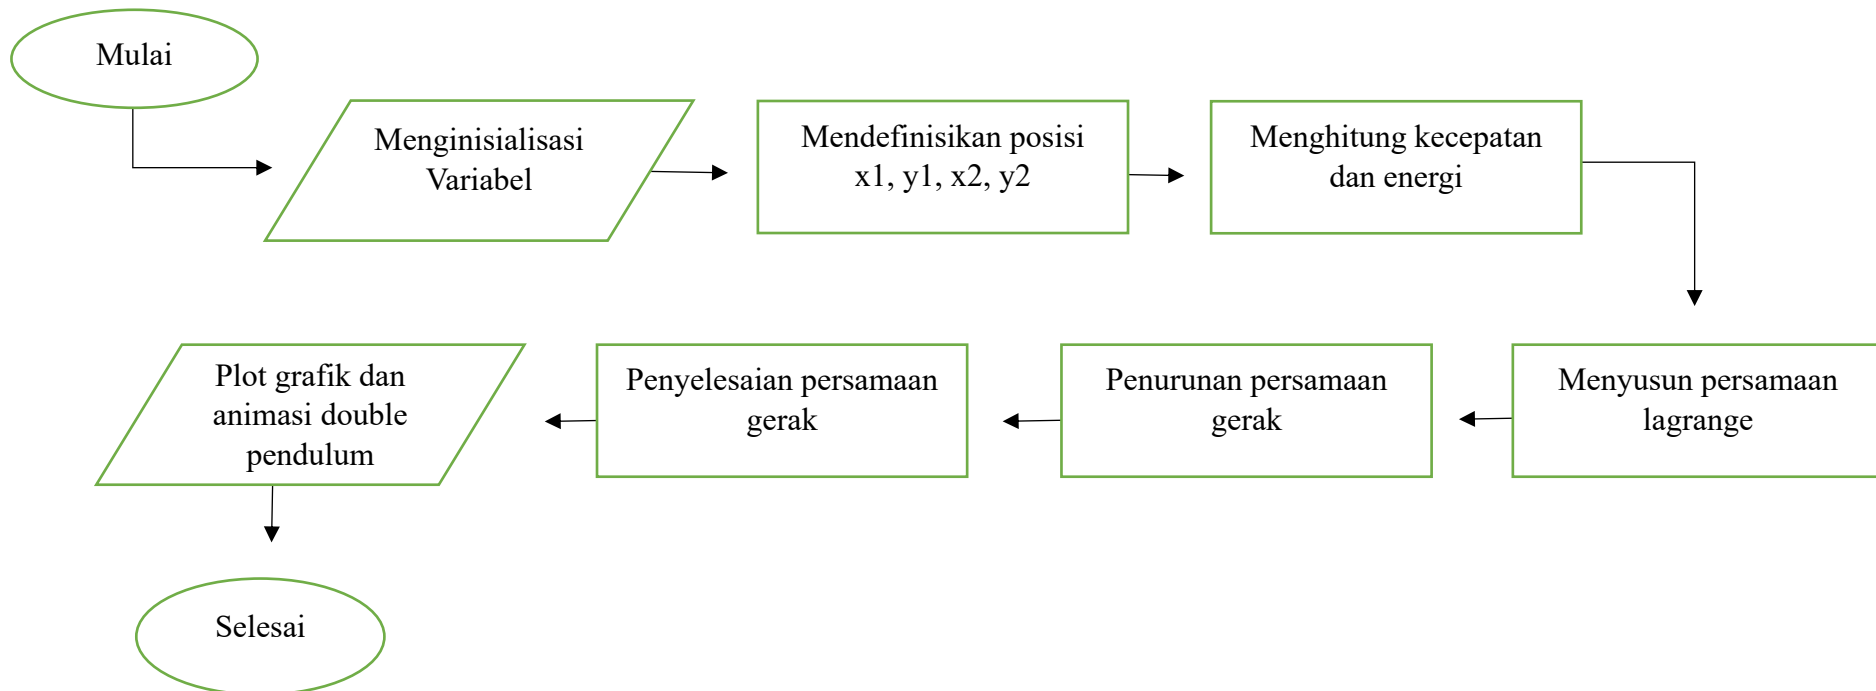 Mulai
Menginisialisasi
Variabel
Mendefinisikan posisi
x1, y1, x2, y2
Menghitung kecepatan
dan energi
Menyusun persamaan
lagrange
Penurunan persamaan
gerak
Penyelesaian persamaan
gerak
Plot grafik dan
animasi double
pendulum
Selesai